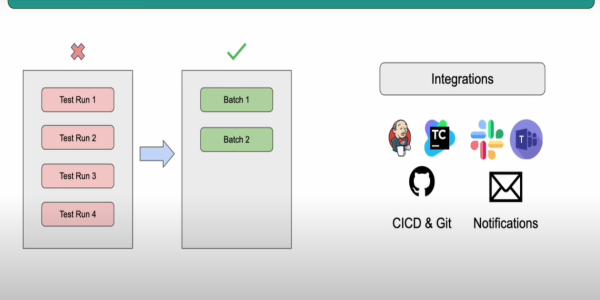 Test Run 1
Test Run 2
Test Run 3
Test Run 4
Batch 1
Batch 2
Integrations
TC
T
CICD & Git
Notifications